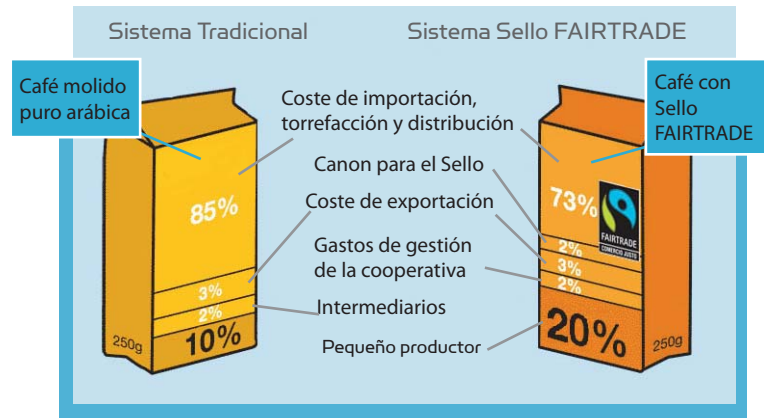 Sistema Tradicional
Sistema Sello FAIRTRADE
Café molido
puro arábica
Coste de importación,
torrefacción y distribución
Café con
Sello
FAIRTRADE
Canon para el Sello
Coste de exportación
Gastos de gestión
de la cooperativa
Intermediarios
Pequeño productor
85%
3%
2%
10%
250g
73%
FAIRTRADE
COMERCIO JUSTO
2%
3%
2%
20%
250g